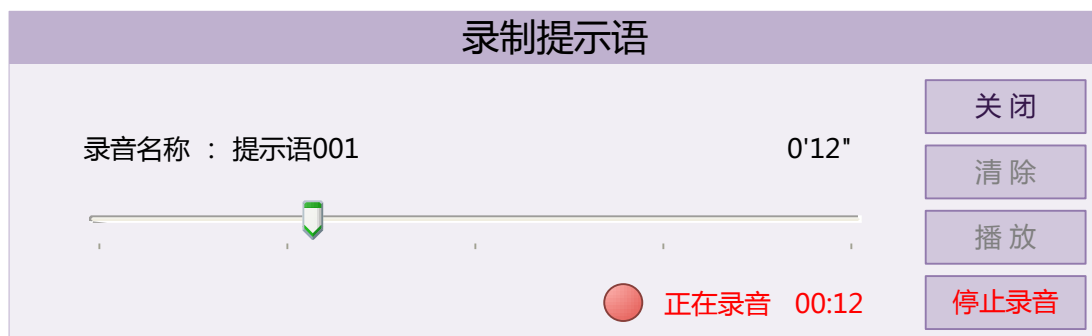 录制提示语
关 闭
录音名称 ： 提示语001 0'12"
清 除
播 放
正在录音 00:12
停止录音